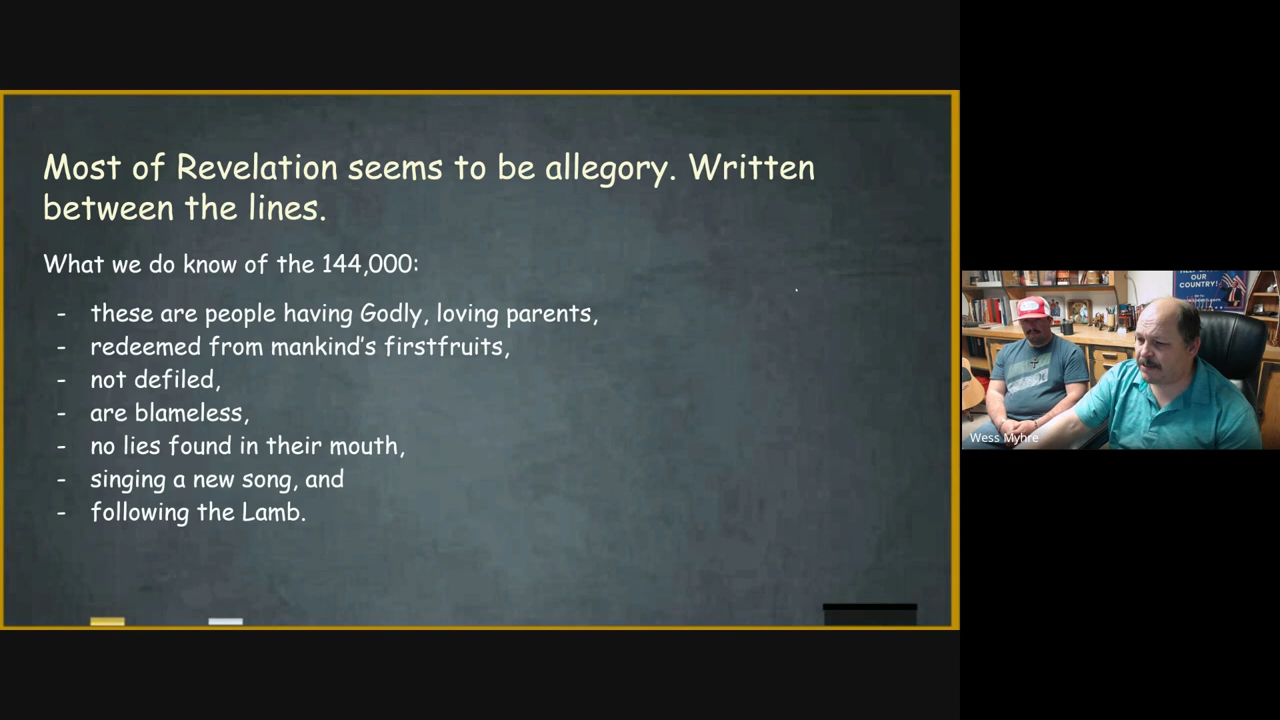 Most of Revelation seems to be allegory. Written
between the lines.
What we do know of the 144,000:
- these are people having Godly, loving parents,
- redeemed from mankind's firstfruits,
- not defiled,
- are blameless,
- no lies found in their mouth,
- singing a new song, and
- following the Lamb.
OUR
COUNTRY!
Wess Myhre